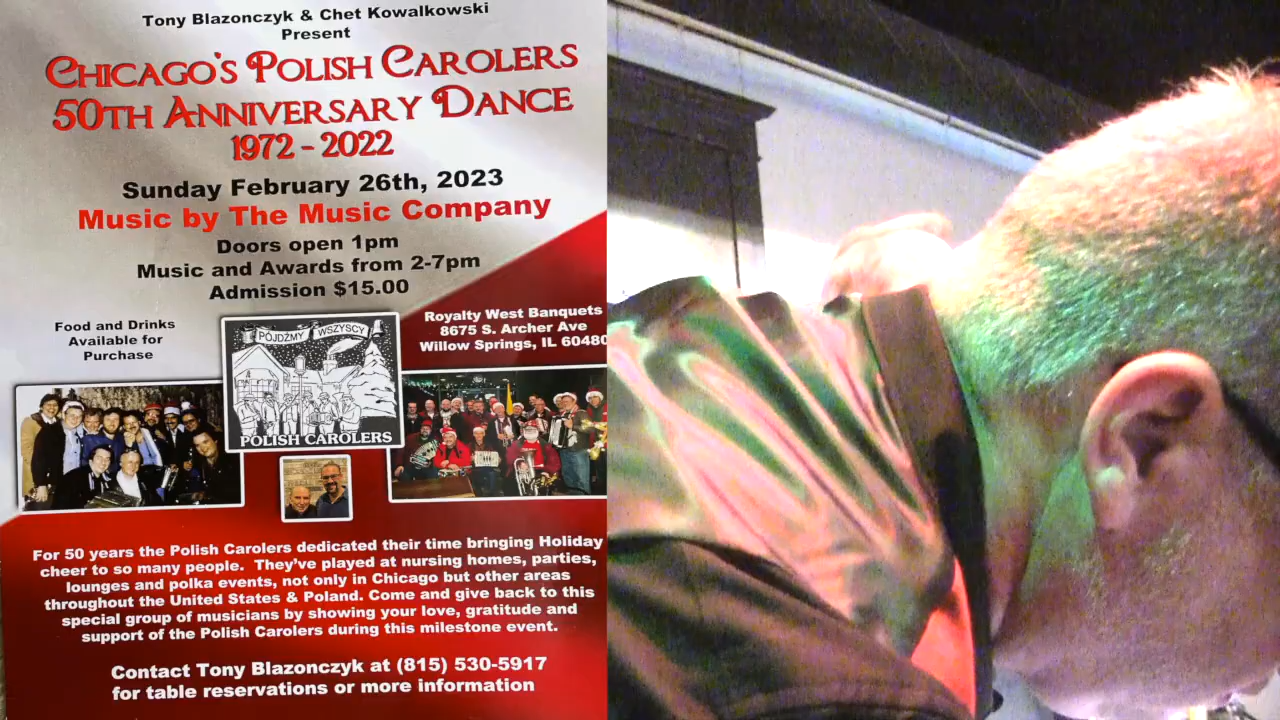 Tony Blazonczyk & Chet Kowalkowski
Present
Chicago's Polish Carolers
50th Anniversary Dance
1972 - 2022
Sunday February 26th, 2023
Music by The Music Company
Doors open 1pm
Music and Awards from 2-7pm
Admission $15.00
Food and Drinks
Available for
Purchase
PÓJDŹMY WSZYSCY
POLISH CAROLERS
Royalty West Banquets
8675 S. Archer Ave
Willow Springs, IL 60480
For 50 years the Polish Carolers dedicated their time bringing Holiday
cheer to so many people. They've played at nursing homes, parties,
lounges and polka events, not only in Chicago but other areas
throughout the United States & Poland. Come and give back to this
special group of musicians by showing your love, gratitude and
support of the Polish Carolers during this milestone event.
Contact Tony Blazonczyk at (815) 530-5917
for table reservations or more information